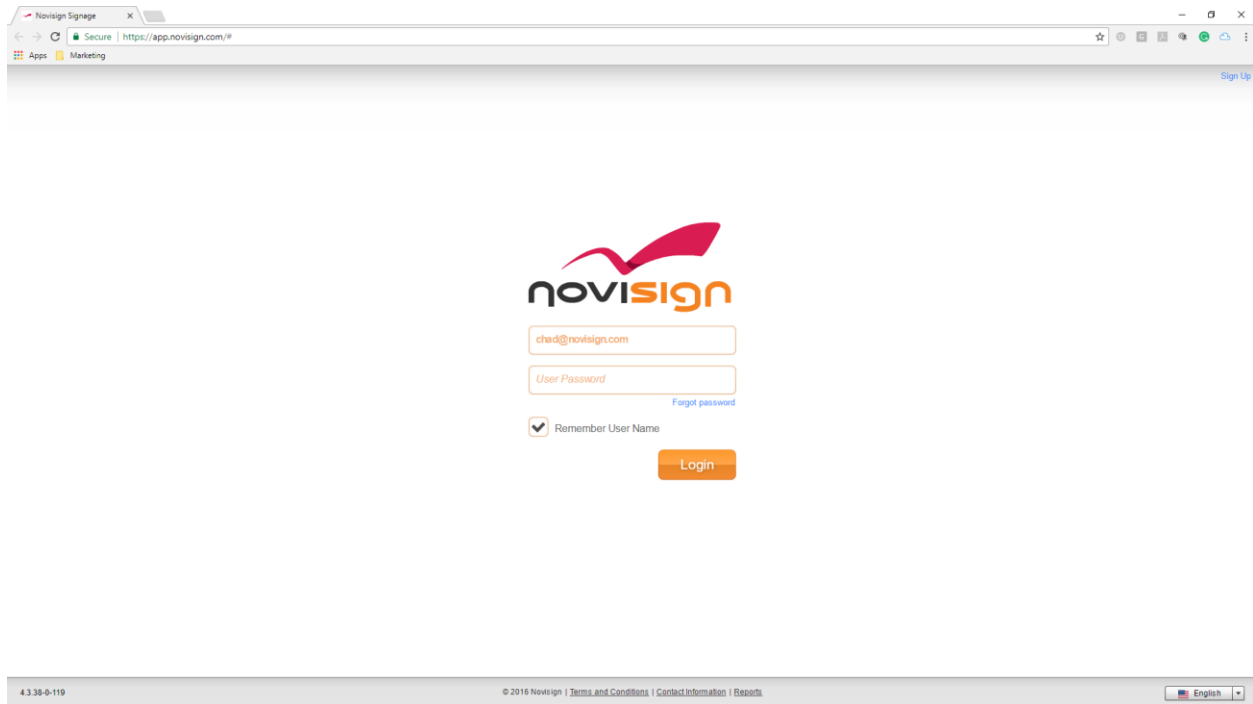 Novisign Signage
Secure | https://app.novisign.com/#
Apps Marketing
Sign Up
novisign
chad@novisign.com
User Password
Forgot password
Remember User Name
Login
4.3.38-0-119
© 2016 Novisign | Terms and Conditions | Contact Information | Reports
English